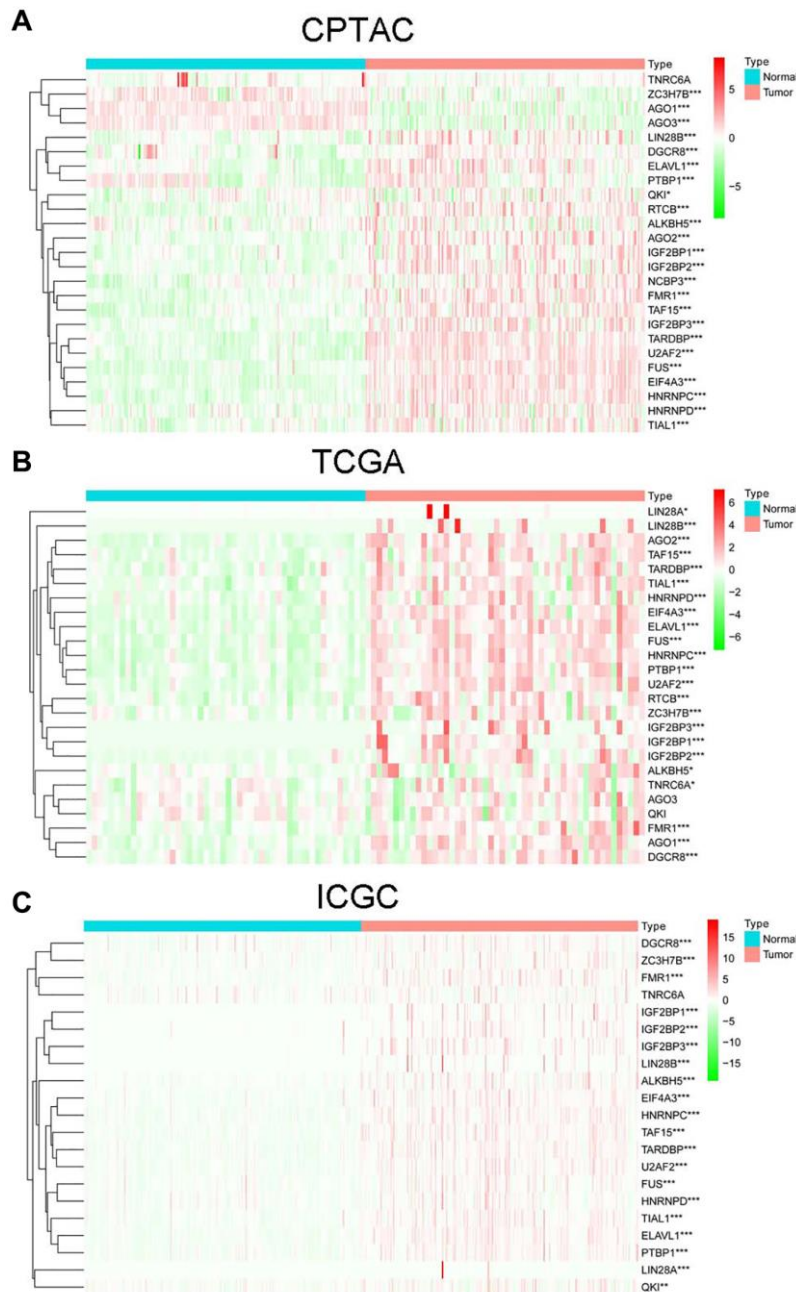 A
CPTAC
Type
TNRC6A
ZC3H7B***
AGO1***
AGO3***
LIN28B***
DGCR8***
ELAVL1***
PTBP1***
QKI*
RTCB***
ALKBH5***
AGO2***
IGF2BP1***
IGF2BP2***
NCBP3***
FMR1***
TAF15***
IGF2BP3***
TARDBP***
U2AF2***
FUS***
EIF4A3***
HNRNPC***
HNRNPD***
TIAL1***
5
0
−5
Type
Normal
Tumor
B
TCGA
Type
LIN28A*
LIN28B***
AGO2***
TAF15***
TARDBP***
TIAL1***
HNRNPD***
EIF4A3***
ELAVL1***
FUS***
HNRNPC***
PTBP1***
U2AF2***
RTCB***
ZC3H7B***
IGF2BP3***
IGF2BP1***
IGF2BP2***
ALKBH5*
TNRC6A*
AGO3
QKI
FMR1***
AGO1***
DGCR8***
6
4
2
0
−2
−4
−6
Type
Normal
Tumor
C
ICGC
Type
DGCR8***
ZC3H7B***
FMR1***
TNRC6A
IGF2BP1***
IGF2BP2***
IGF2BP3***
LIN28B***
ALKBH5***
EIF4A3***
HNRNPC***
TAF15***
TARDBP***
U2AF2***
FUS***
HNRNPD***
TIAL1***
ELAVL1***
PTBP1***
LIN28A***
QKI**
15
10
5
0
−5
−10
−15
Type
Normal
Tumor